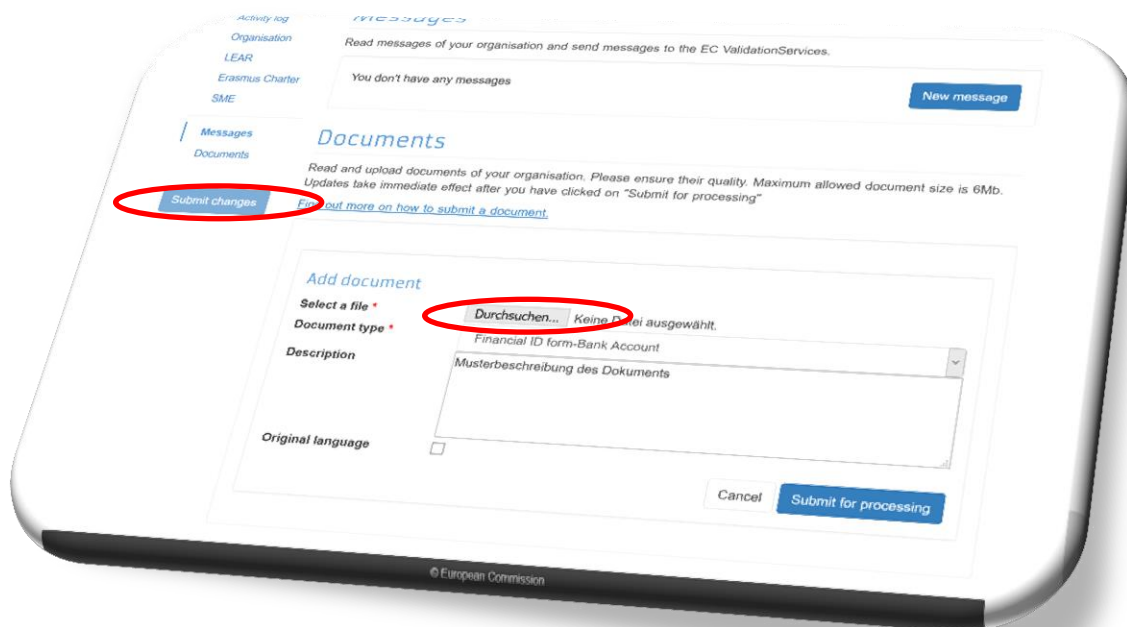 Activity log
Organisation
LEAR
Erasmus Charter
SME
Messages
Documents
Submit changes
Messages
Read messages of your organisation and send messages to the EC ValidationServices.
You don't have any messages
New message
Documents
Read and upload documents of your organisation. Please ensure their quality. Maximum allowed document size is 6Mb.
Updates take immediate effect after you have clicked on "Submit for processing"
Find out more on how to submit a document.
Add document
Select a file *
Durchsuchen... Keine Datei ausgewählt.
Document type *
Financial ID form-Bank Account
Description
Musterbeschreibung des Dokuments
Original language
Cancel
Submit for processing
© European Commission